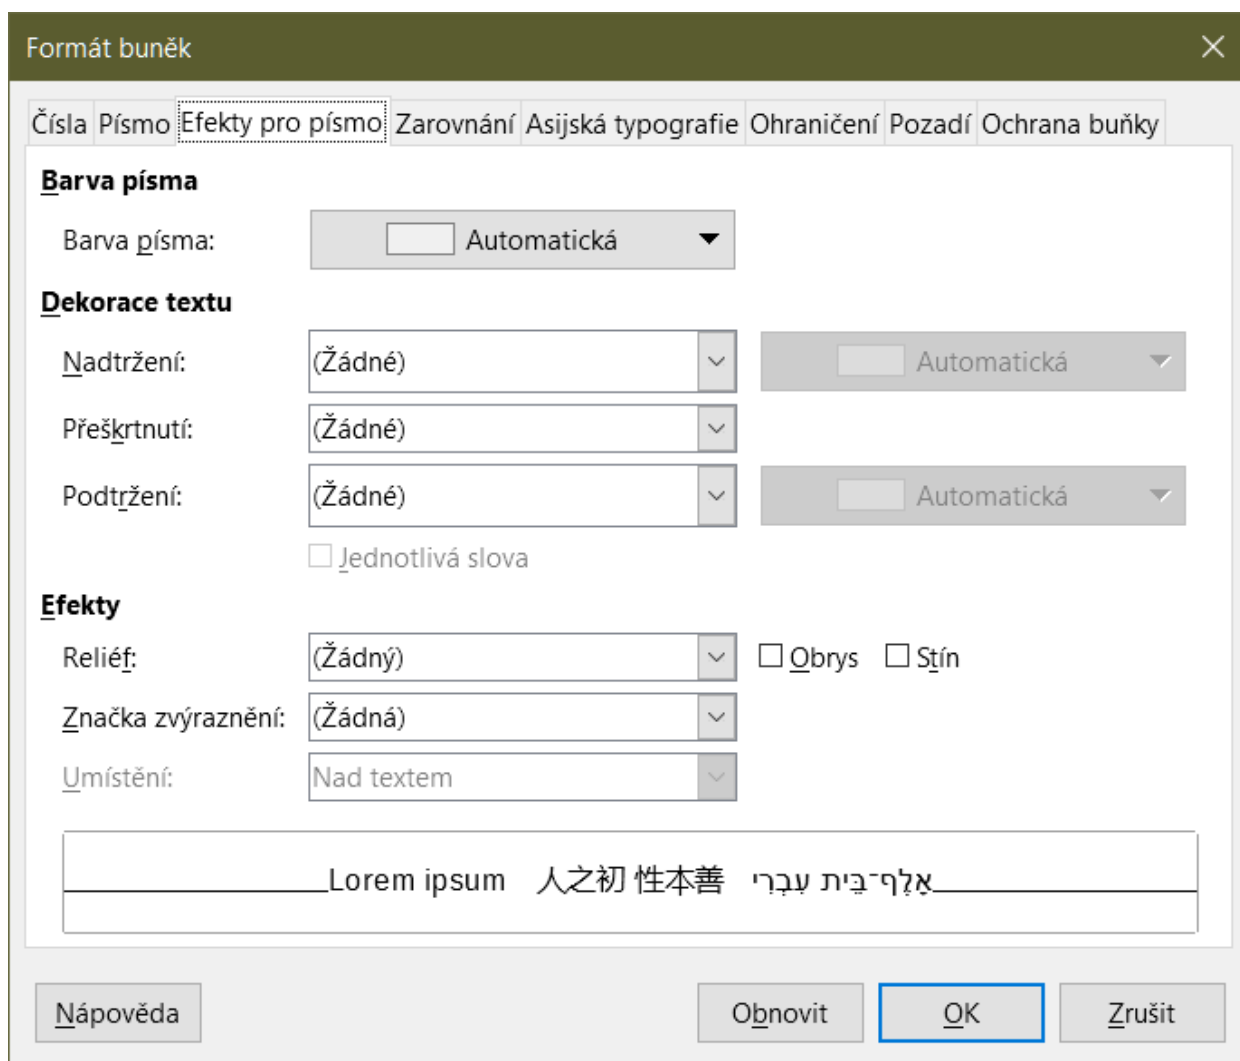 Formát buněk
Čísla Písmo Efekty pro písmo Zarovnání Asijská typografie Ohraničení Pozadí Ochrana buňky
Barva písma
Barva písma: Automatická
Dekorace textu
Nadtržení: (Žádné) Automatická
Přeškrtnutí: (Žádné)
Podtržení: (Žádné) Automatická
Jednotlivá slova
Efekty
Reliéf: (Žádný) Obrys Stín
Značka zvýraznění: (Žádná)
Umístění: Nad textem
Lorem ipsum 人之初 性本善 אָלֶף־בֵּית עִבְרִי
Nápověda Obnovit OK Zrušit